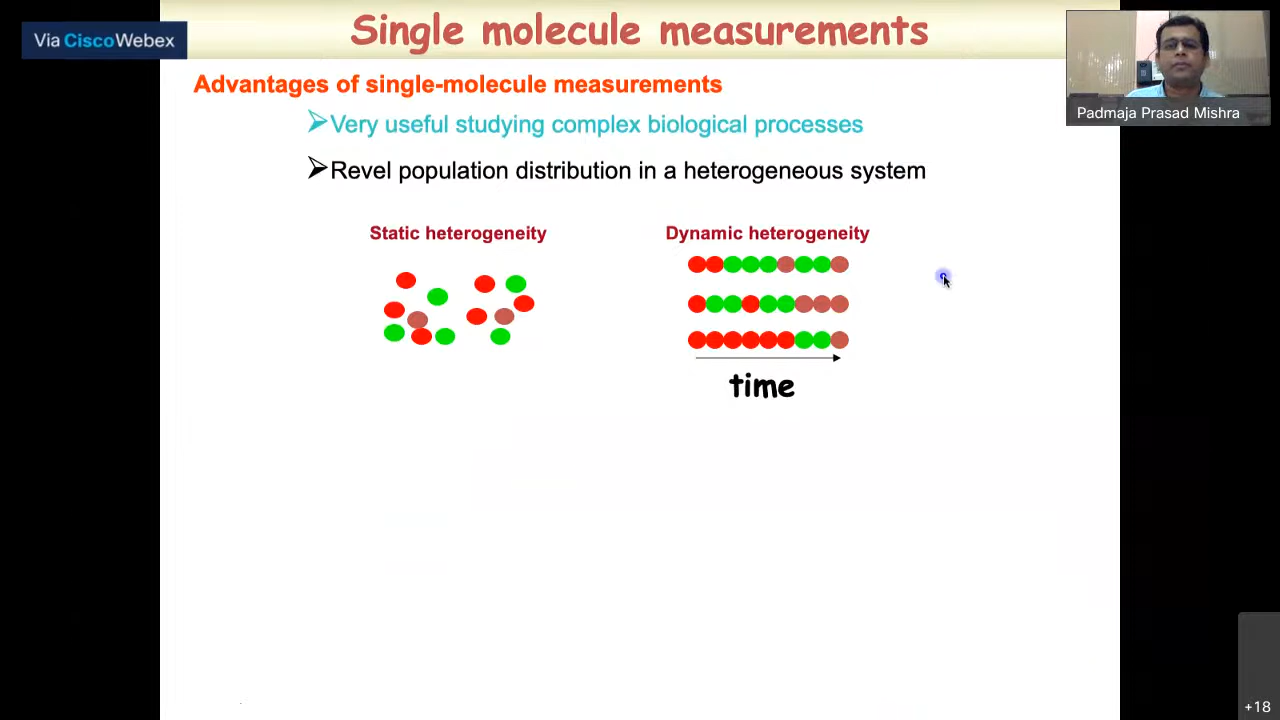 Single molecule measurements
Via CiscoWebex
Advantages of single-molecule measurements
Very useful studying complex biological processes
Padmaja Prasad Mishra
Revel population distribution in a heterogeneous system
Static heterogeneity
Dynamic heterogeneity
time
+18